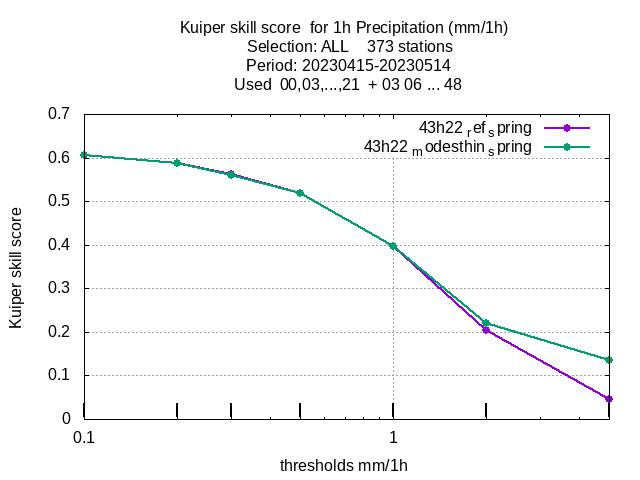 Kuiper skill score  for 1h Precipitation (mm/1h)
Selection: ALL    373 stations
Period: 20230415-20230514
Used  00,03,...,21  + 03 06 ... 48
0.7
0.6
0.5
0.4
0.3
0.2
0.1
0
Kuiper skill score
43h22 ref spring
43h22 modesthin spring
0.1
1
thresholds mm/1h